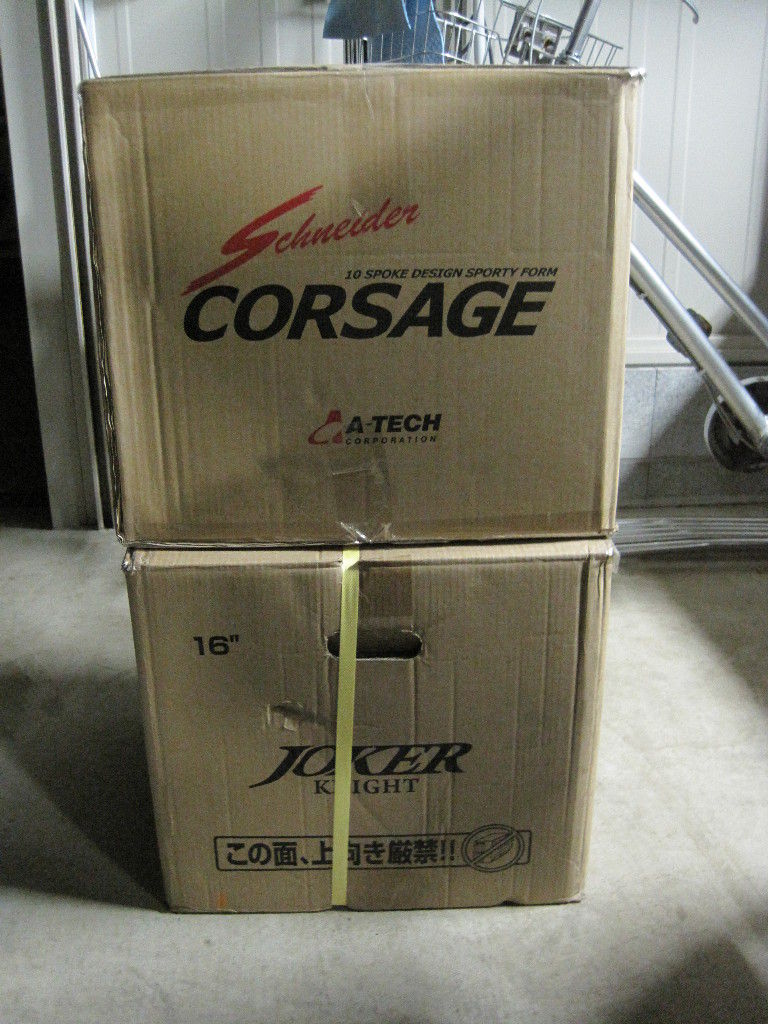 Schneider
10 SPOKE DESIGN SPORTY FORM
CORSAGE
A-TECH
CORPORATION
16"
JOKER
KNIGHT
この面、上向き厳禁!!